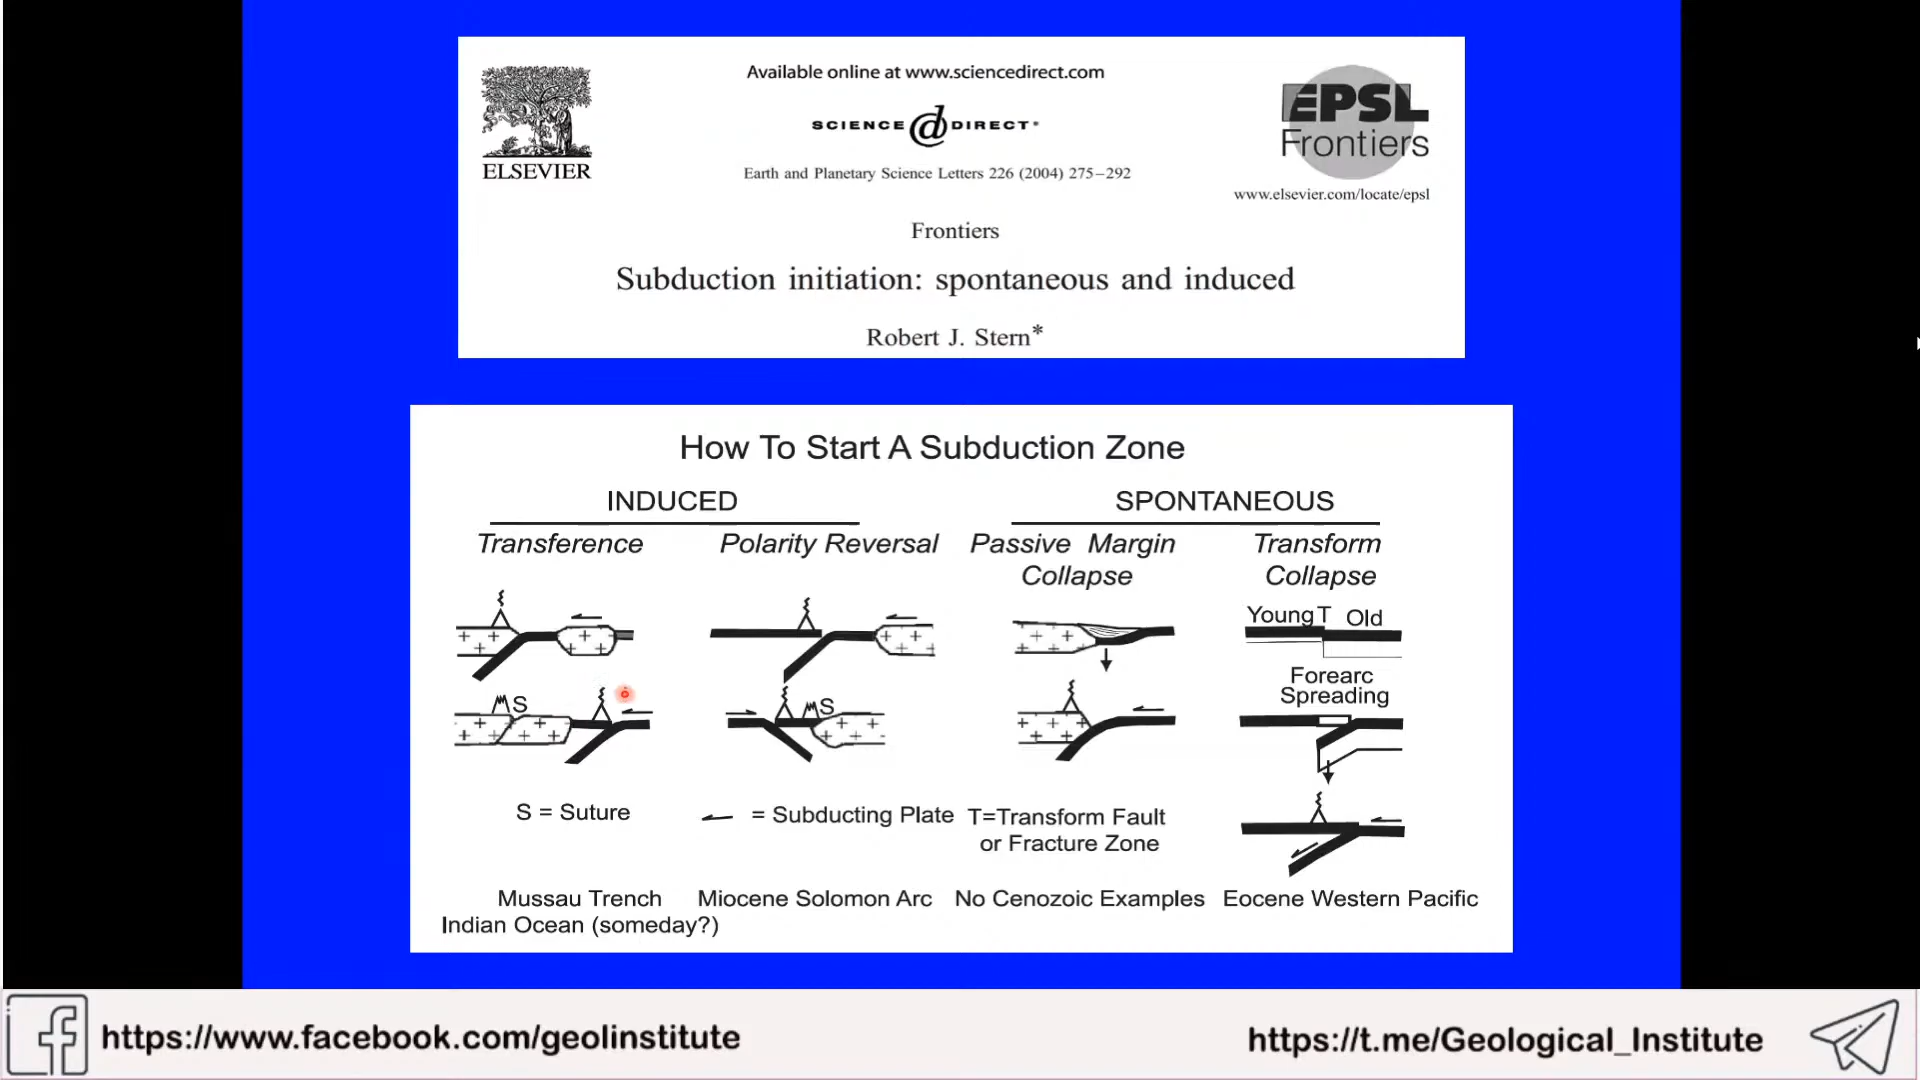 Available online at www.sciencedirect.com
ELSEVIER
SCIENCE @ DIRECT®
EPSL
Frontiers
Earth and Planetary Science Letters 226 (2004) 275–292
www.elsevier.com/locate/epsl
Frontiers
Subduction initiation: spontaneous and induced
Robert J. Stern*
How To Start A Subduction Zone
INDUCED
SPONTANEOUS
Transference
Polarity Reversal
Passive Margin
Collapse
Transform
Collapse
Young T Old
Forearc
Spreading
S
S
S = Suture
= Subducting Plate
T=Transform Fault
or Fracture Zone
Mussau Trench
Indian Ocean (someday?)
Miocene Solomon Arc
No Cenozoic Examples
Eocene Western Pacific
https://www.facebook.com/geolinstitute
https://t.me/Geological_Institute